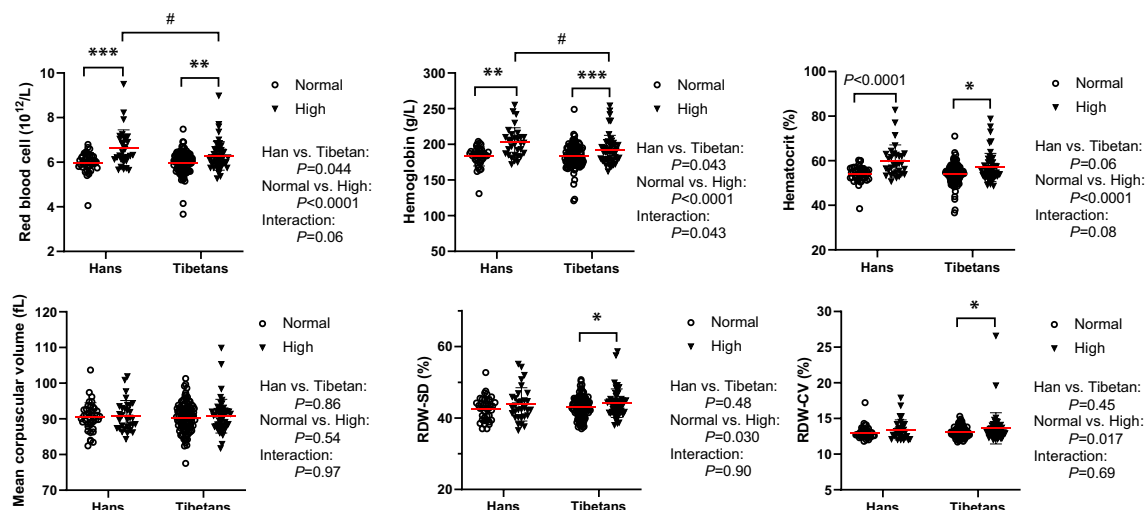 #
***
**
Red blood cell (10¹²/L)
10
8
6
4
2
Hans
Tibetans
Normal
High
Han vs. Tibetan:
P=0.044
Normal vs. High:
P<0.0001
Interaction:
P=0.06
#
**
***
Hemoglobin (g/L)
300
250
200
150
100
50
Hans
Tibetans
Normal
High
Han vs. Tibetan:
P=0.043
Normal vs. High:
P<0.0001
Interaction:
P=0.043
P<0.0001
*
Hematocrit (%)
100
80
60
40
20
Hans
Tibetans
Normal
High
Han vs. Tibetan:
P=0.06
Normal vs. High:
P<0.0001
Interaction:
P=0.08
Mean corpuscular volume (fL)
120
110
100
90
80
70
Hans
Tibetans
Normal
High
Han vs. Tibetan:
P=0.86
Normal vs. High:
P=0.54
Interaction:
P=0.97
*
RDW-SD (%)
80
60
40
20
Hans
Tibetans
Normal
High
Han vs. Tibetan:
P=0.48
Normal vs. High:
P=0.030
Interaction:
P=0.90
*
RDW-CV (%)
30
25
20
15
10
5
Hans
Tibetans
Normal
High
Han vs. Tibetan:
P=0.45
Normal vs. High:
P=0.017
Interaction:
P=0.69